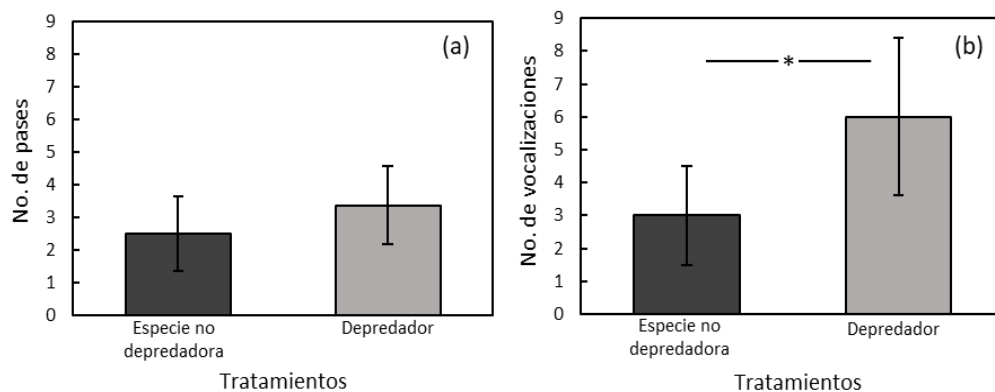 (a)
No. de pases
9
8
7
6
5
4
3
2
1
0
Especie no
depredadora
Depredador
Tratamientos
(b)
No. de vocalizaciones
9
8
7
6
5
4
3
2
1
0
*
Especie no
depredadora
Depredador
Tratamientos